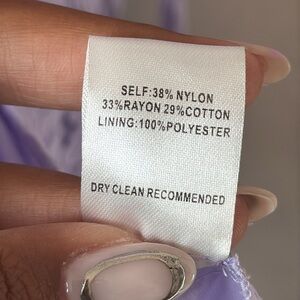 SELF:38% NYLON
33%RAYON 29%COTTON
LINING:100%POLYESTER
DRY CLEAN RECOMMENDED